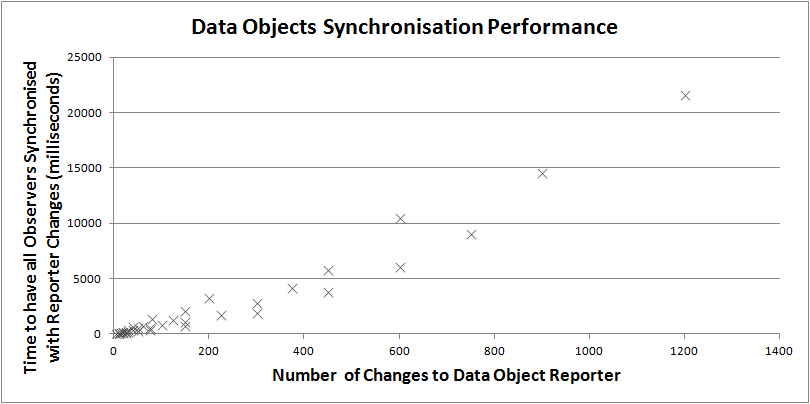 Data Objects Synchronisation Performance
Time to have all Observers Synchronised
with Reporter Changes (milliseconds)
25000
20000
15000
10000
5000
0
0 200 400 600 800 1000 1200 1400
Number of Changes to Data Object Reporter